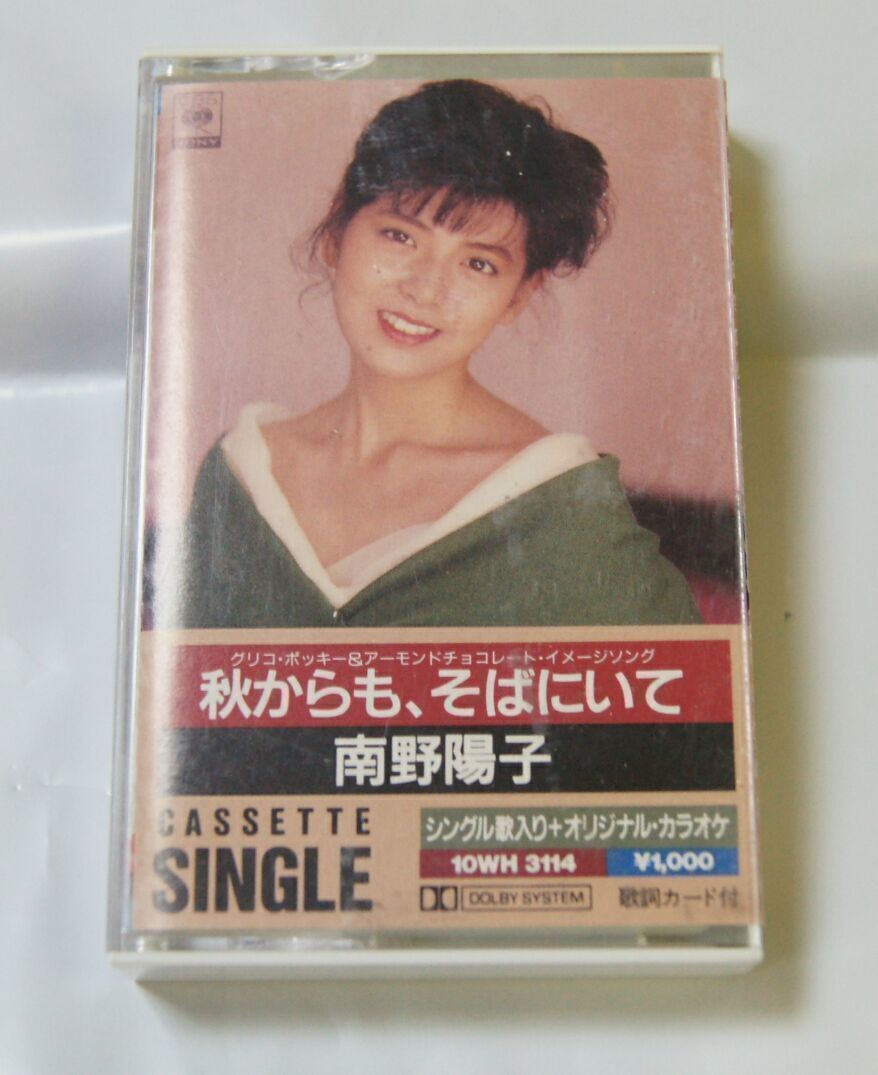 CBS
SONY
グリコ・ポッキー&アーモンドチョコレート・イメージソング
秋からも、そばにいて
南野陽子
CASSETTE
SINGLE
シングル歌入り+オリジナル・カラオケ
10WH 3114
¥1,000
DOLBY SYSTEM
歌詞カード付